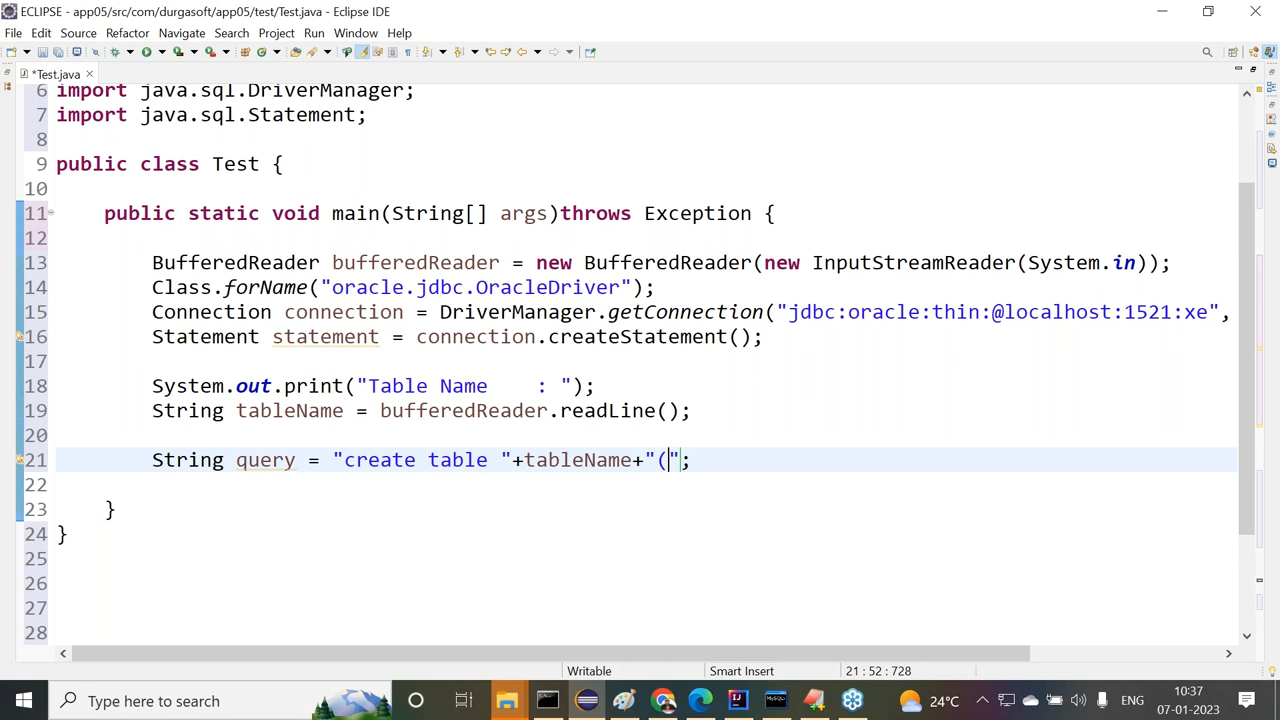 ECLIPSE - app05/src/com/durgasoft/app05/test/Test.java - Eclipse IDE
File Edit Source Refactor Navigate Search Project Run Window Help
*Test.java
6 import java.sql.DriverManager;
7 import java.sql.Statement;
8
9 public class Test {
10
11 public static void main(String[] args)throws Exception {
12
13 BufferedReader bufferedReader = new BufferedReader(new InputStreamReader(System.in));
14 Class.forName("oracle.jdbc.OracleDriver");
15 Connection connection = DriverManager.getConnection("jdbc:oracle:thin:@localhost:1521:xe",
16 Statement statement = connection.createStatement();
17
18 System.out.print("Table Name    : ");
19 String tableName = bufferedReader.readLine();
20
21 String query = "create table "+tableName+"(";
22
23 }
24 }
25
26
27
28
Writable Smart Insert 21 : 52 : 728
Type here to search 24°C ENG 10:37
07-01-2023